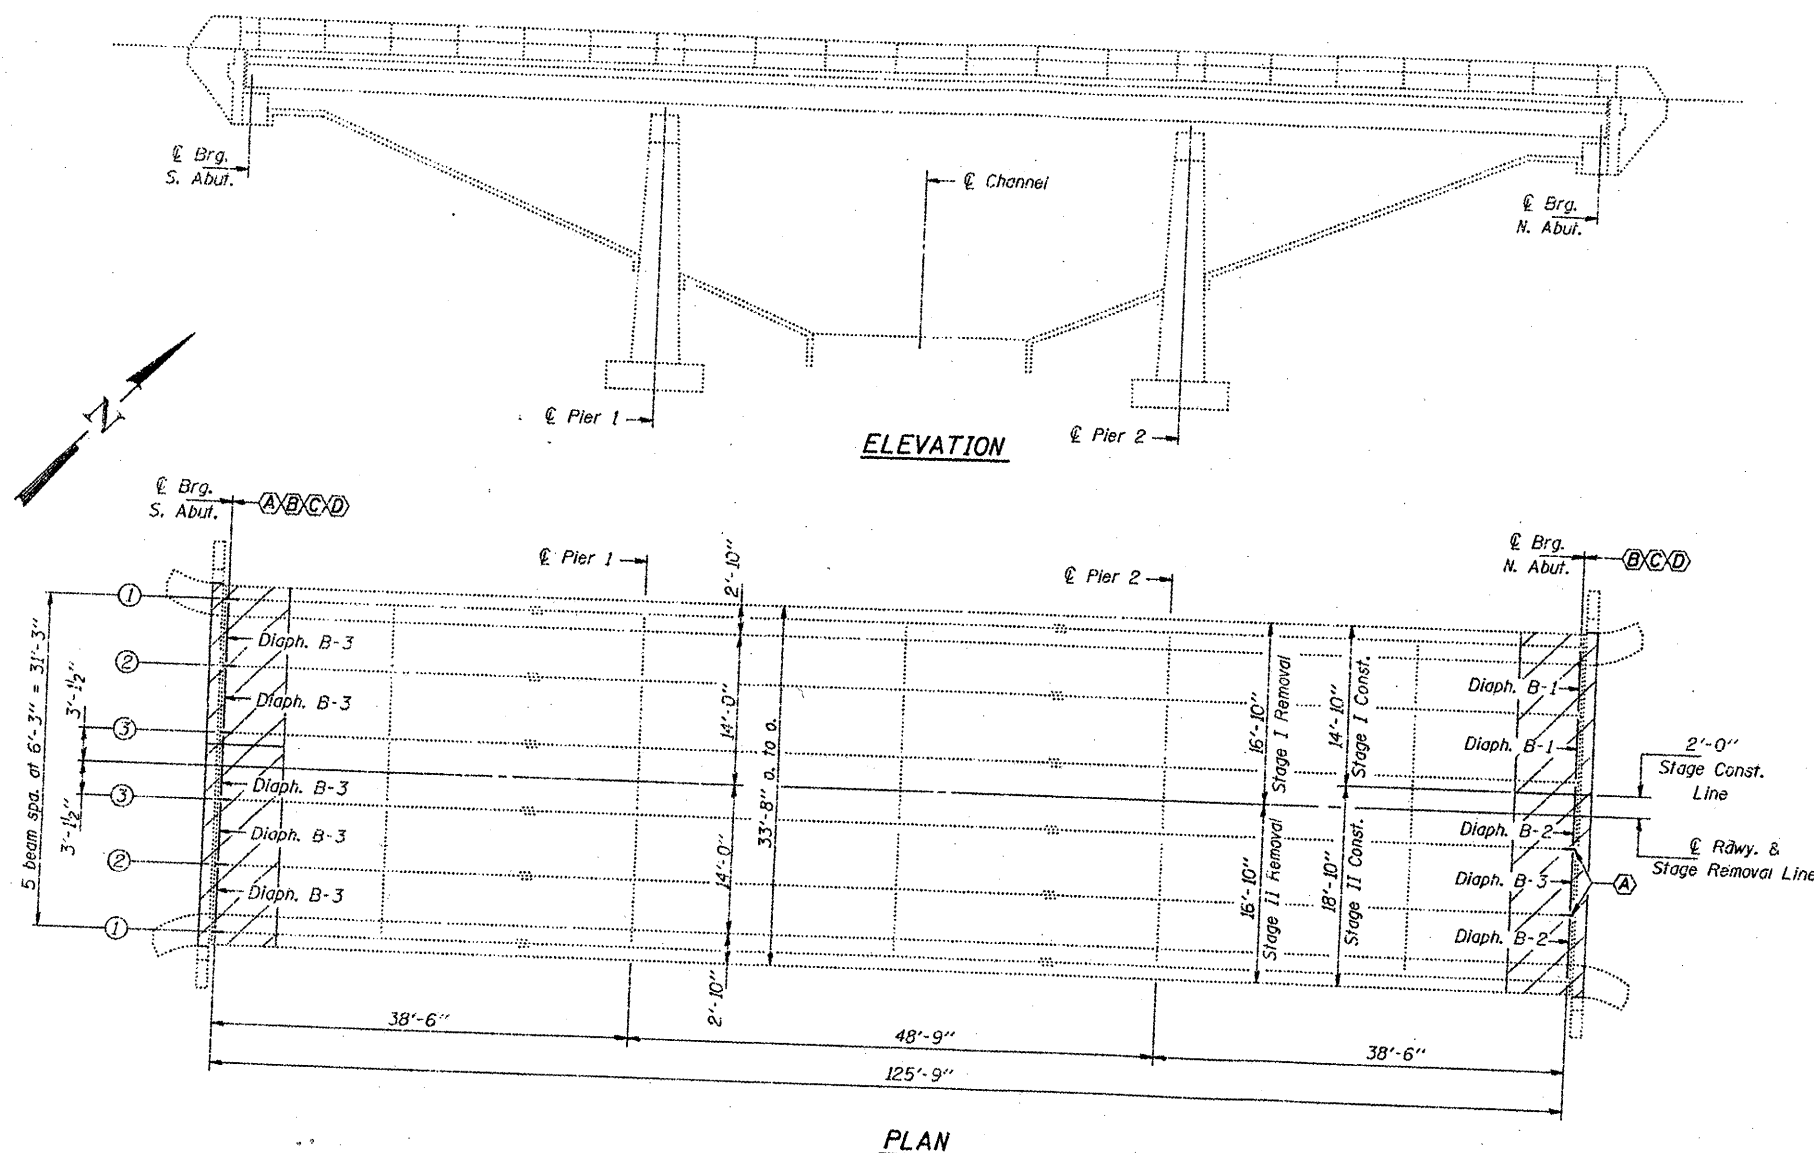 ℄ Brg.
S. Abut.
℄ Channel
℄ Brg.
N. Abut.
℄ Pier 1
℄ Pier 2
ELEVATION
N
℄ Brg.
S. Abut.
A B C D
℄ Pier 1
2'-10"
℄ Pier 2
℄ Brg.
N. Abut.
B C D
1
2
3
3
2
1
5 beam spa. at 6'-3" = 31'-3"
3'-1½"
3'-1½"
Diaph. B-3
Diaph. B-3
Diaph. B-3
Diaph. B-3
Diaph. B-3
14'-0"
14'-0"
2'-10"
33'-8" o. to o.
16'-10"
Stage I Removal
14'-10"
Stage I Const.
16'-10"
Stage II Removal
18'-10"
Stage II Const.
Diaph. B-1
Diaph. B-1
Diaph. B-2
Diaph. B-3
Diaph. B-2
2'-0"
Stage Const.
Line
℄ Rdwy. &
Stage Removal Line
A
38'-6"
48'-9"
38'-6"
125'-9"
PLAN